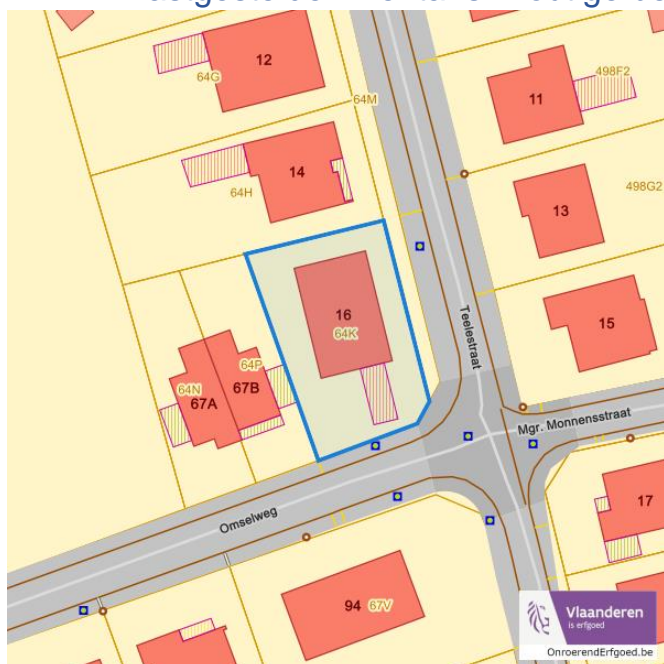 12
64G
64M
11
498F2
14
64H
13
498G2
16
64K
15
Teelestraat
64P
67B
64N
67A
Mgr. Monnensstraat
Omselweg
17
94 67V
Vlaanderen
is erfgoed
OnroerendErfgoed.be